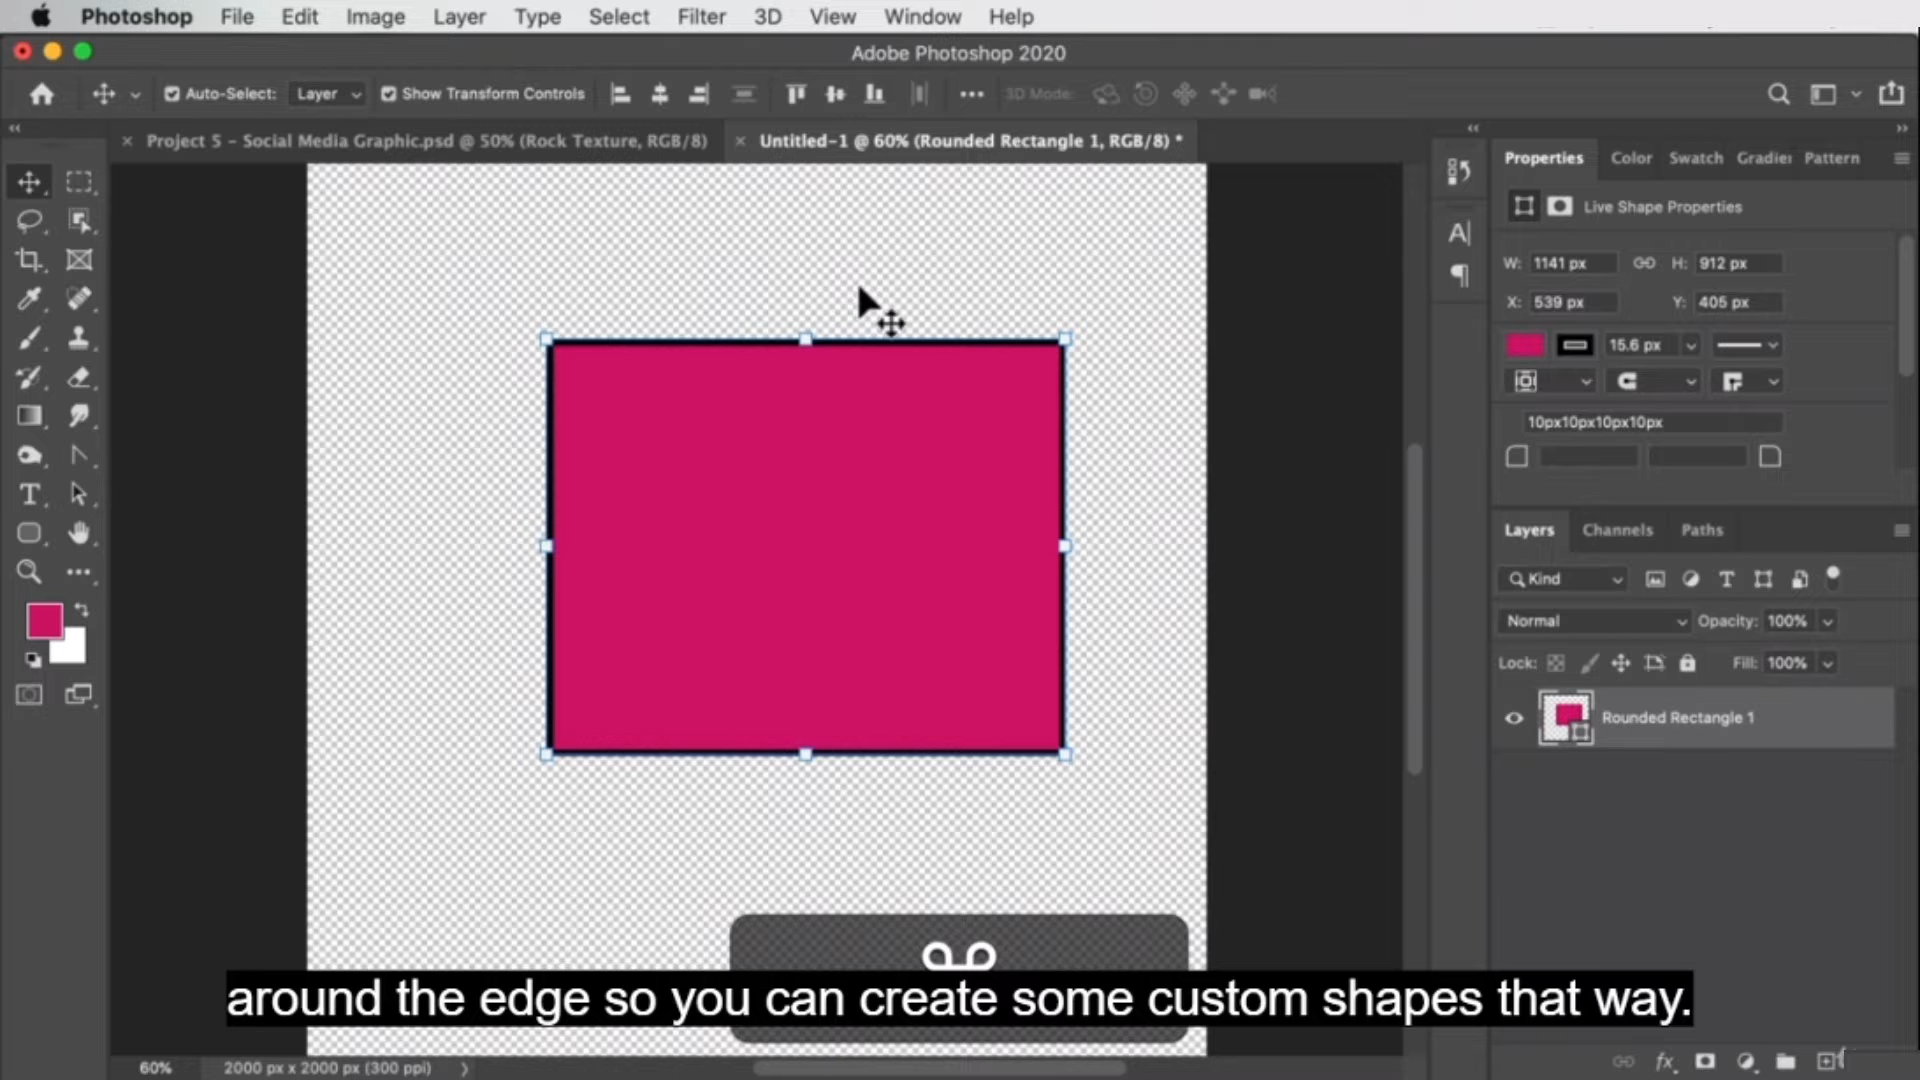 Photoshop File Edit Image Layer Type Select Filter 3D View Window Help
Adobe Photoshop 2020
Auto-Select: Layer Show Transform Controls 3D Mode:
Project 5 – Social Media Graphic.psd @ 50% (Rock Texture, RGB/8) Untitled-1 @ 60% (Rounded Rectangle 1, RGB/8) *
Properties Color Swatch Gradie Pattern
Live Shape Properties
W: 1141 px H: 912 px
X: 539 px Y: 405 px
15.6 px
10px10px10px10px
Layers Channels Paths
Kind
Normal Opacity: 100%
Lock: Fill: 100%
Rounded Rectangle 1
around the edge so you can create some custom shapes that way.
60% 2000 px x 2000 px (300 ppi)